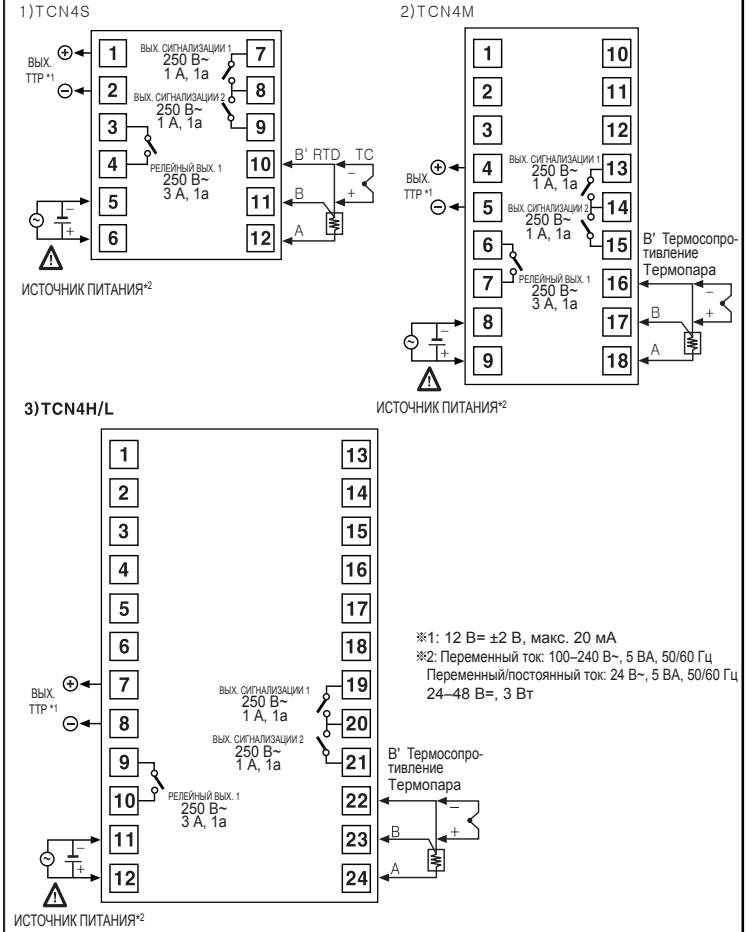 1)TCN4S
ВЫХ. ТТР *1
⊕
⊖
1
2
3
4
5
6
ВЫХ. СИГНАЛИЗАЦИИ 1
250 В~
1 А, 1а
ВЫХ. СИГНАЛИЗАЦИИ 2
250 В~
1 А, 1а
РЕЛЕЙНЫЙ ВЫХ. 1
250 В~
3 А, 1а
7
8
9
10
11
12
B' RTD TC
B
A
−
+
−
+
ИСТОЧНИК ПИТАНИЯ*2
2)TCN4M
ВЫХ.
ТТР *1
⊕
⊖
1
2
3
4
5
6
7
8
9
ВЫХ. СИГНАЛИЗАЦИИ 1
250 В~
1 А, 1а
ВЫХ. СИГНАЛИЗАЦИИ 2
250 В~
1 А, 1а
РЕЛЕЙНЫЙ ВЫХ. 1
250 В~
3 А, 1а
10
11
12
13
14
15
16
17
18
B' Термосопро-
тивление
Термопара
B
A
−
+
−
+
ИСТОЧНИК ПИТАНИЯ*2
3)TCN4H/L
ВЫХ.
ТТР *1
⊕
⊖
1
2
3
4
5
6
7
8
9
10
11
12
ВЫХ. СИГНАЛИЗАЦИИ 1
250 В~
1 А, 1а
ВЫХ. СИГНАЛИЗАЦИИ 2
250 В~
1 А, 1а
РЕЛЕЙНЫЙ ВЫХ. 1
250 В~
3 А, 1а
13
14
15
16
17
18
19
20
21
22
23
24
B' Термосопро-
тивление
Термопара
B
A
−
+
−
+
ИСТОЧНИК ПИТАНИЯ*2
※1: 12 В= ±2 В, макс. 20 мА
※2: Переменный ток: 100–240 В~, 5 ВА, 50/60 Гц
Переменный/постоянный ток: 24 В~, 5 ВА, 50/60 Гц
24–48 В=, 3 Вт